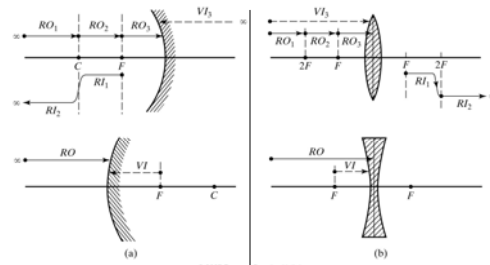 RO₁ RO₂ RO₃ VI₃
∞ ∞
C F
RI₁
∞ RI₂
∞ RO
VI
F C
(a)
VI₃
∞
∞ RO₁ RO₂ RO₃
2F F F 2F
RI₁
RI₂
∞ RO
VI
F F
(b)